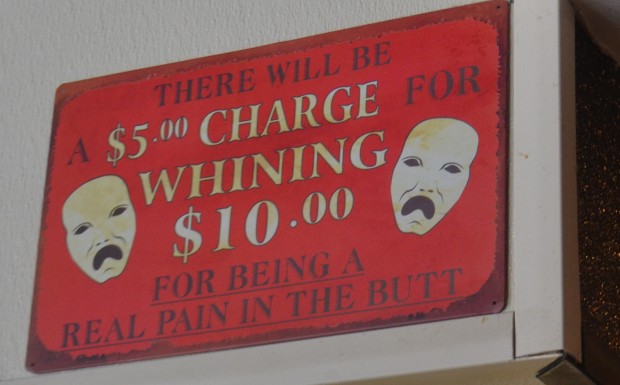 THERE WILL BE
A $5.00 CHARGE FOR
WHINING
$10.00
FOR BEING A
REAL PAIN IN THE BUTT